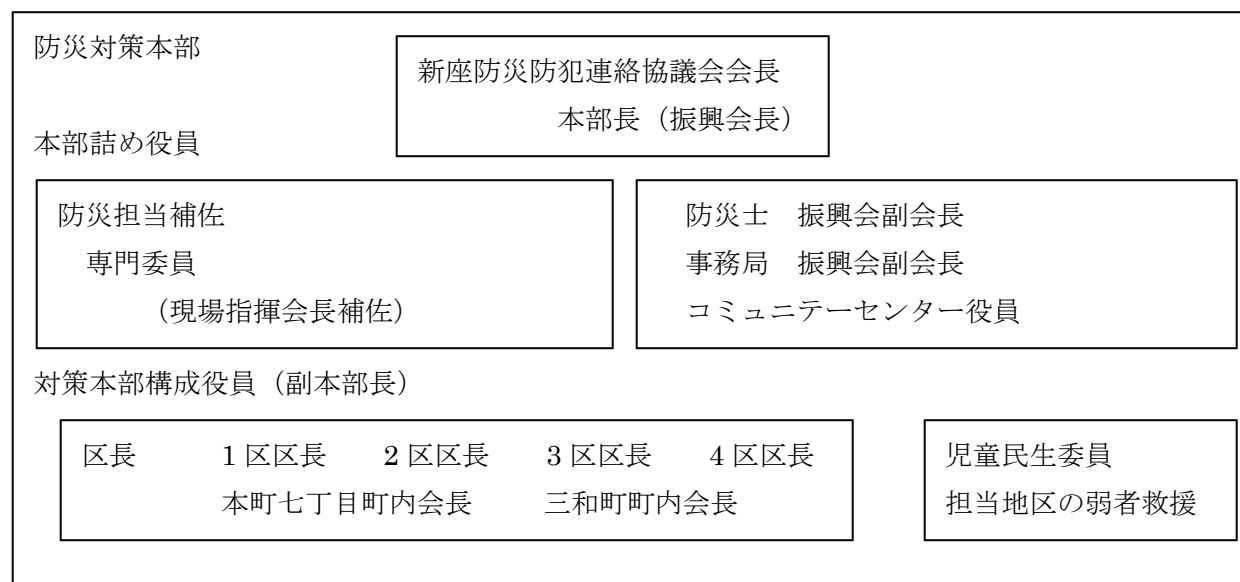 防災対策本部
新座防災防犯連絡協議会会長
本部長（振興会長）
本部詰め役員
防災担当補佐
専門委員
（現場指揮会長補佐）
防災士　振興会副会長
事務局　振興会副会長
コミュニテーセンター役員
対策本部構成役員（副本部長）
区長　　1区区長　2区区長　3区区長　4区区長
本町七丁目町内会長　　三和町町内会長
児童民生委員
担当地区の弱者救援